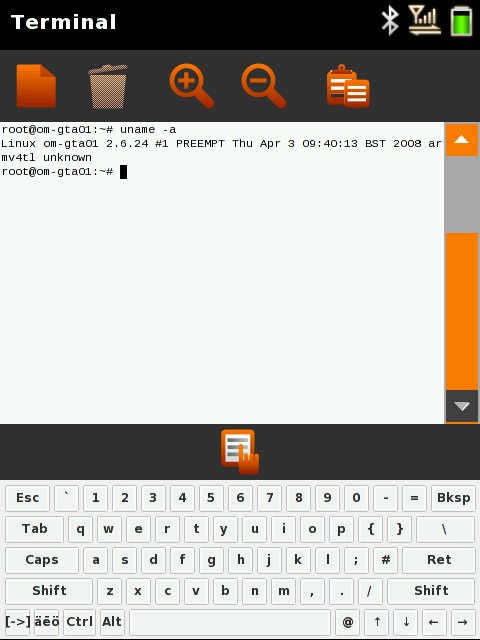 Terminal
root@om-gta01:~# uname -a
Linux om-gta01 2.6.24 #1 PREEMPT Thu Apr 3 09:40:13 BST 2008 ar
mv4tl unknown
root@om-gta01:~#
Esc ` 1 2 3 4 5 6 7 8 9 0 - = Bksp
Tab q w e r t y u i o p { } \
Caps a s d f g h j k l ; # Ret
Shift z x c v b n m , . / Shift
[->] äëö Ctrl Alt @ ↑ ↓ ← →